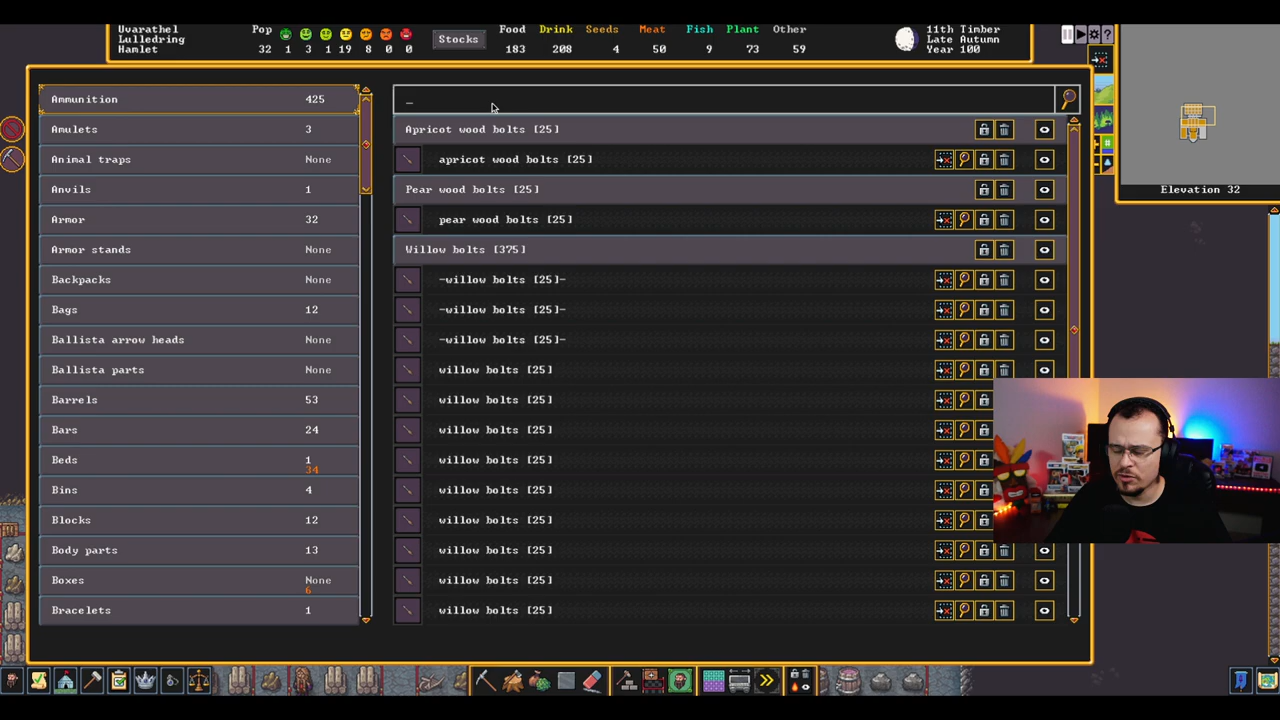 Uvarathel
Lulledring
Hamlet
Pop
32 1 3 1 19 8 0 0
Stocks
Food Drink Seeds Meat Fish Plant Other
183 208 4 50 9 73 59
11th Timber
Late Autumn
Year 100
Elevation 32
Ammunition 425
Amulets 3
Animal traps None
Anvils 1
Armor 32
Armor stands None
Backpacks None
Bags 12
Ballista arrow heads None
Ballista parts None
Barrels 53
Bars 24
Beds 1
34
Bins 4
Blocks 12
Body parts 13
Boxes None
6
Bracelets 1
_
Apricot wood bolts [25]
apricot wood bolts [25]
Pear wood bolts [25]
pear wood bolts [25]
Willow bolts [375]
-willow bolts [25]-
-willow bolts [25]-
-willow bolts [25]-
willow bolts [25]
willow bolts [25]
willow bolts [25]
willow bolts [25]
willow bolts [25]
willow bolts [25]
willow bolts [25]
willow bolts [25]
willow bolts [25]